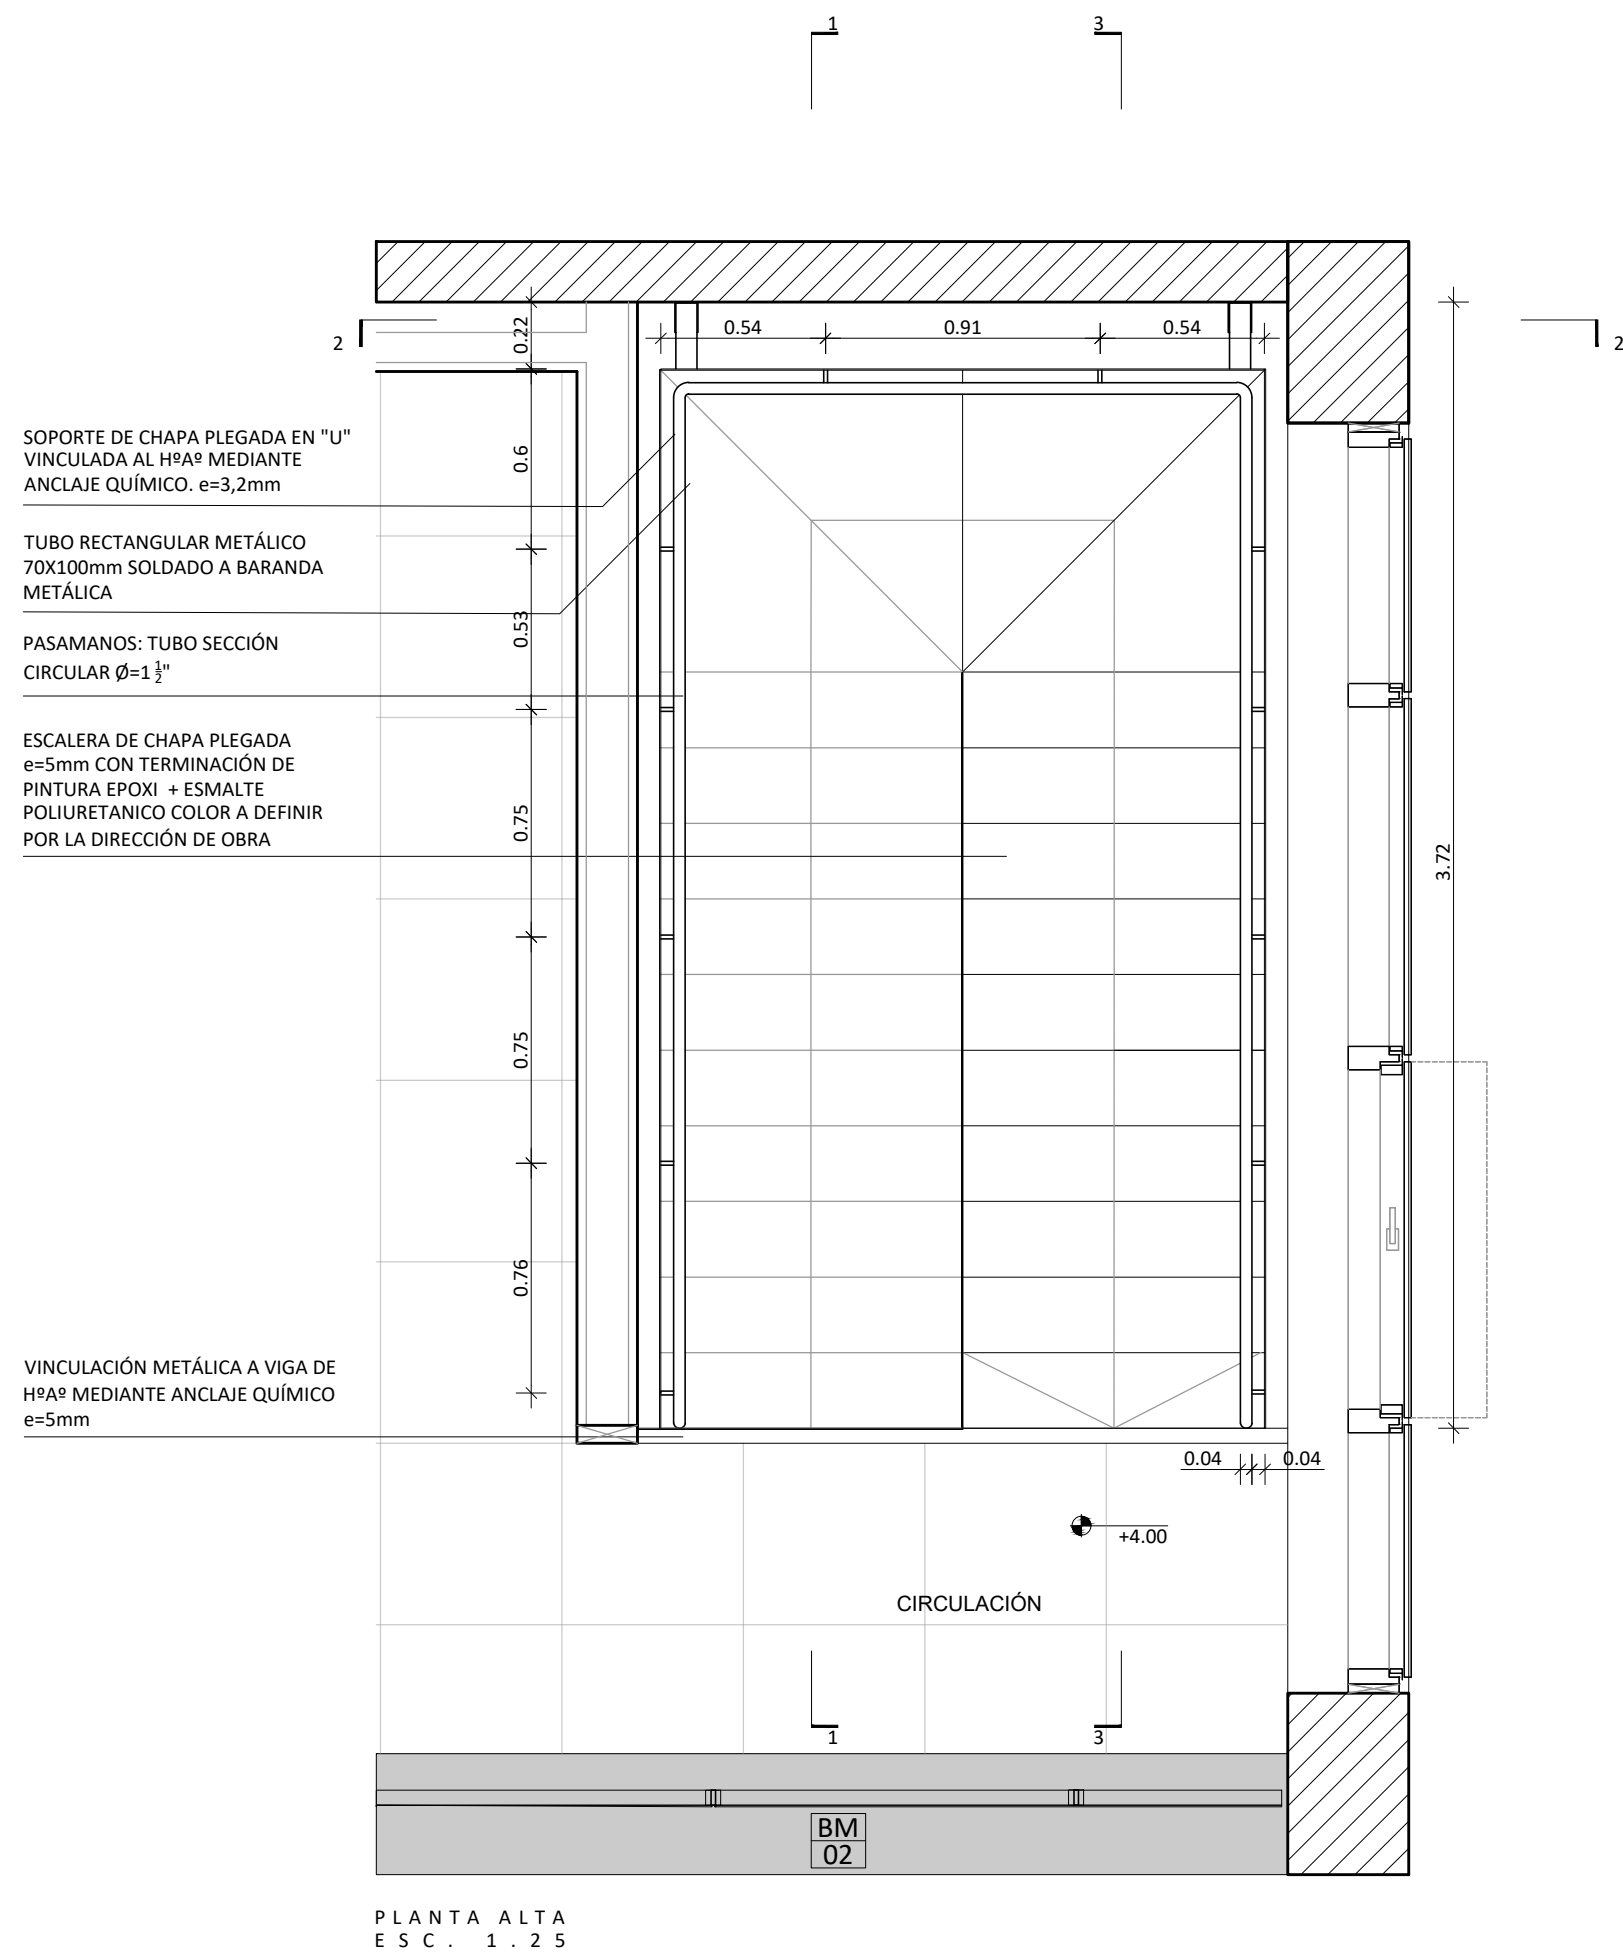 1
3
2
2
0.54
0.91
0.54
0.22
0.6
0.53
0.75
0.75
0.76
3.72
SOPORTE DE CHAPA PLEGADA EN "U"
VINCULADA AL HºAº MEDIANTE
ANCLAJE QUÍMICO. e=3,2mm
TUBO RECTANGULAR METÁLICO
70X100mm SOLDADO A BARANDA
METÁLICA
PASAMANOS: TUBO SECCIÓN
CIRCULAR Ø=1 1/2"
ESCALERA DE CHAPA PLEGADA
e=5mm CON TERMINACIÓN DE
PINTURA EPOXI + ESMALTE
POLIURETANICO COLOR A DEFINIR
POR LA DIRECCIÓN DE OBRA
VINCULACIÓN METÁLICA A VIGA DE
HºAº MEDIANTE ANCLAJE QUÍMICO
e=5mm
0.04
0.04
+4.00
CIRCULACIÓN
1
3
BM
02
PLANTA ALTA
ESC. 1.25